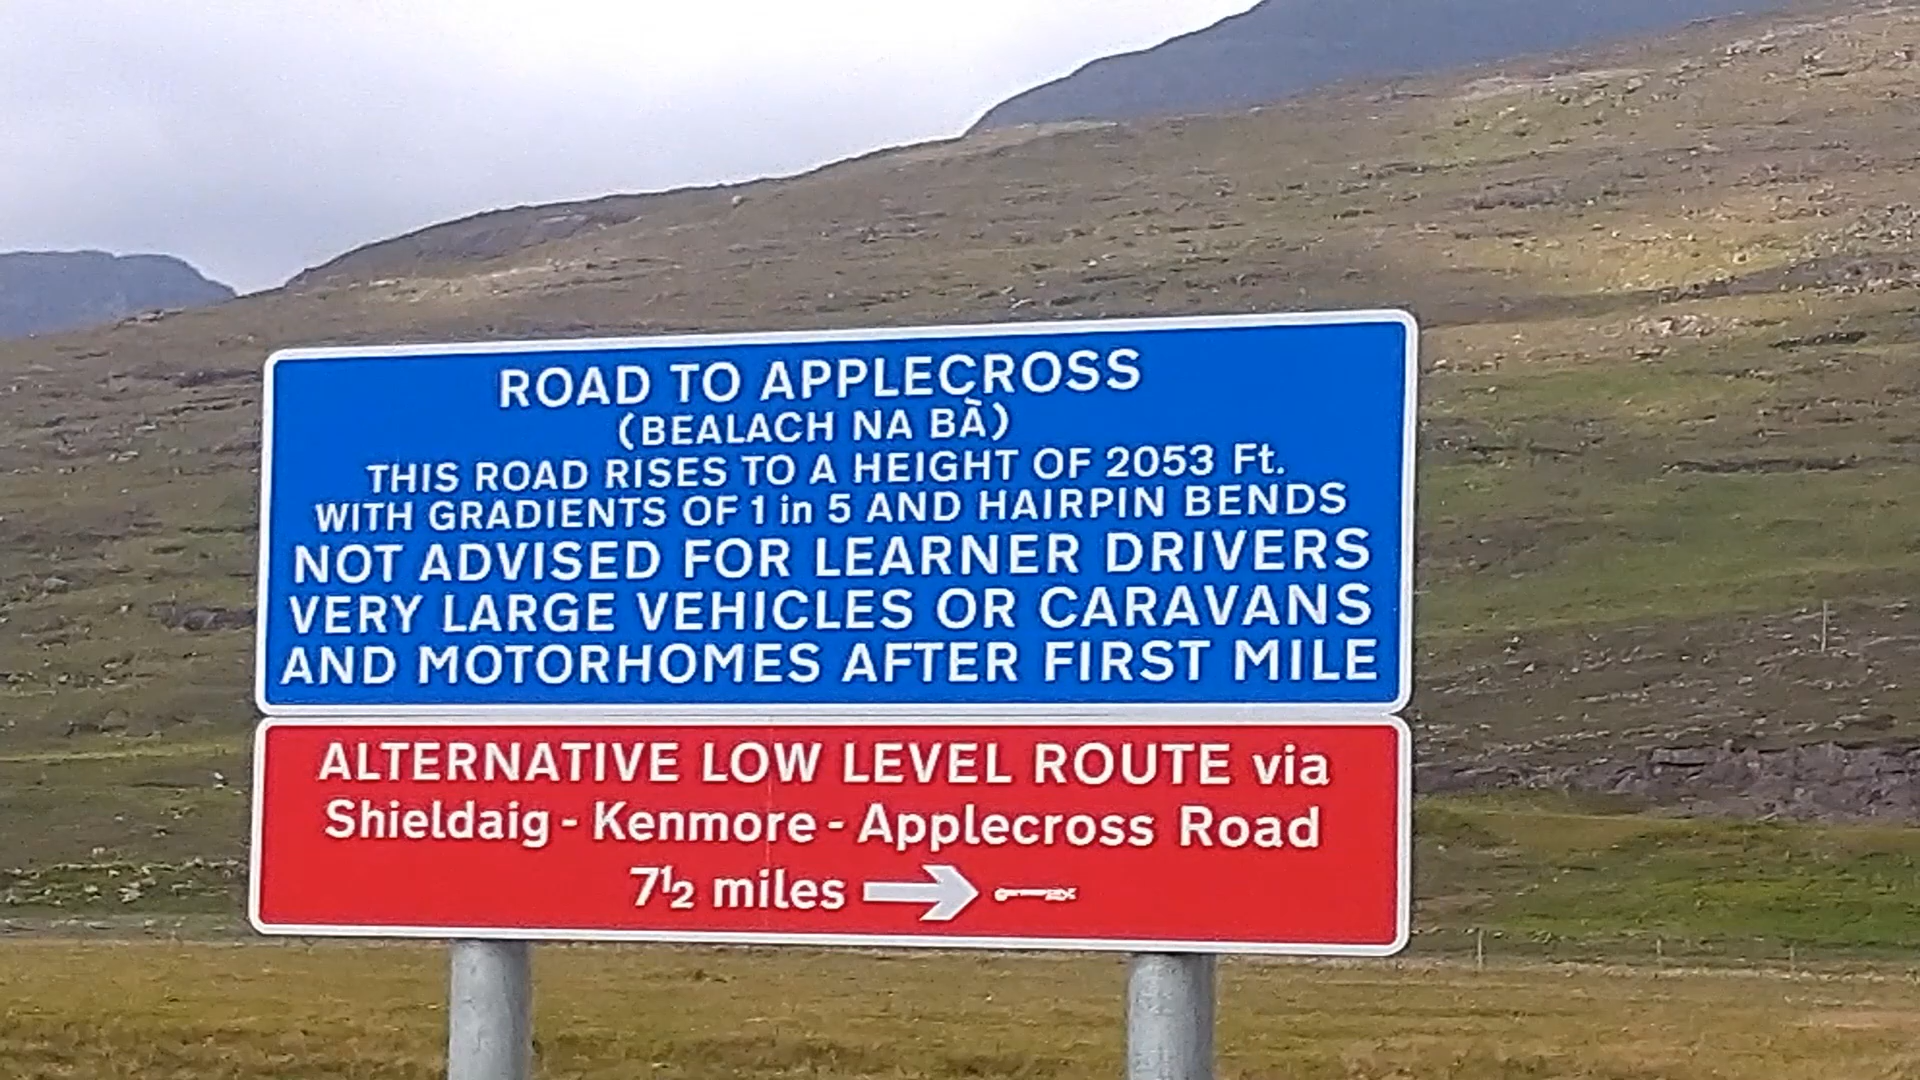 ROAD TO APPLECROSS
(BEALACH NA BÀ)
THIS ROAD RISES TO A HEIGHT OF 2053 Ft.
WITH GRADIENTS OF 1 in 5 AND HAIRPIN BENDS
NOT ADVISED FOR LEARNER DRIVERS
VERY LARGE VEHICLES OR CARAVANS
AND MOTORHOMES AFTER FIRST MILE
ALTERNATIVE LOW LEVEL ROUTE via
Shieldaig - Kenmore - Applecross Road
7½ miles